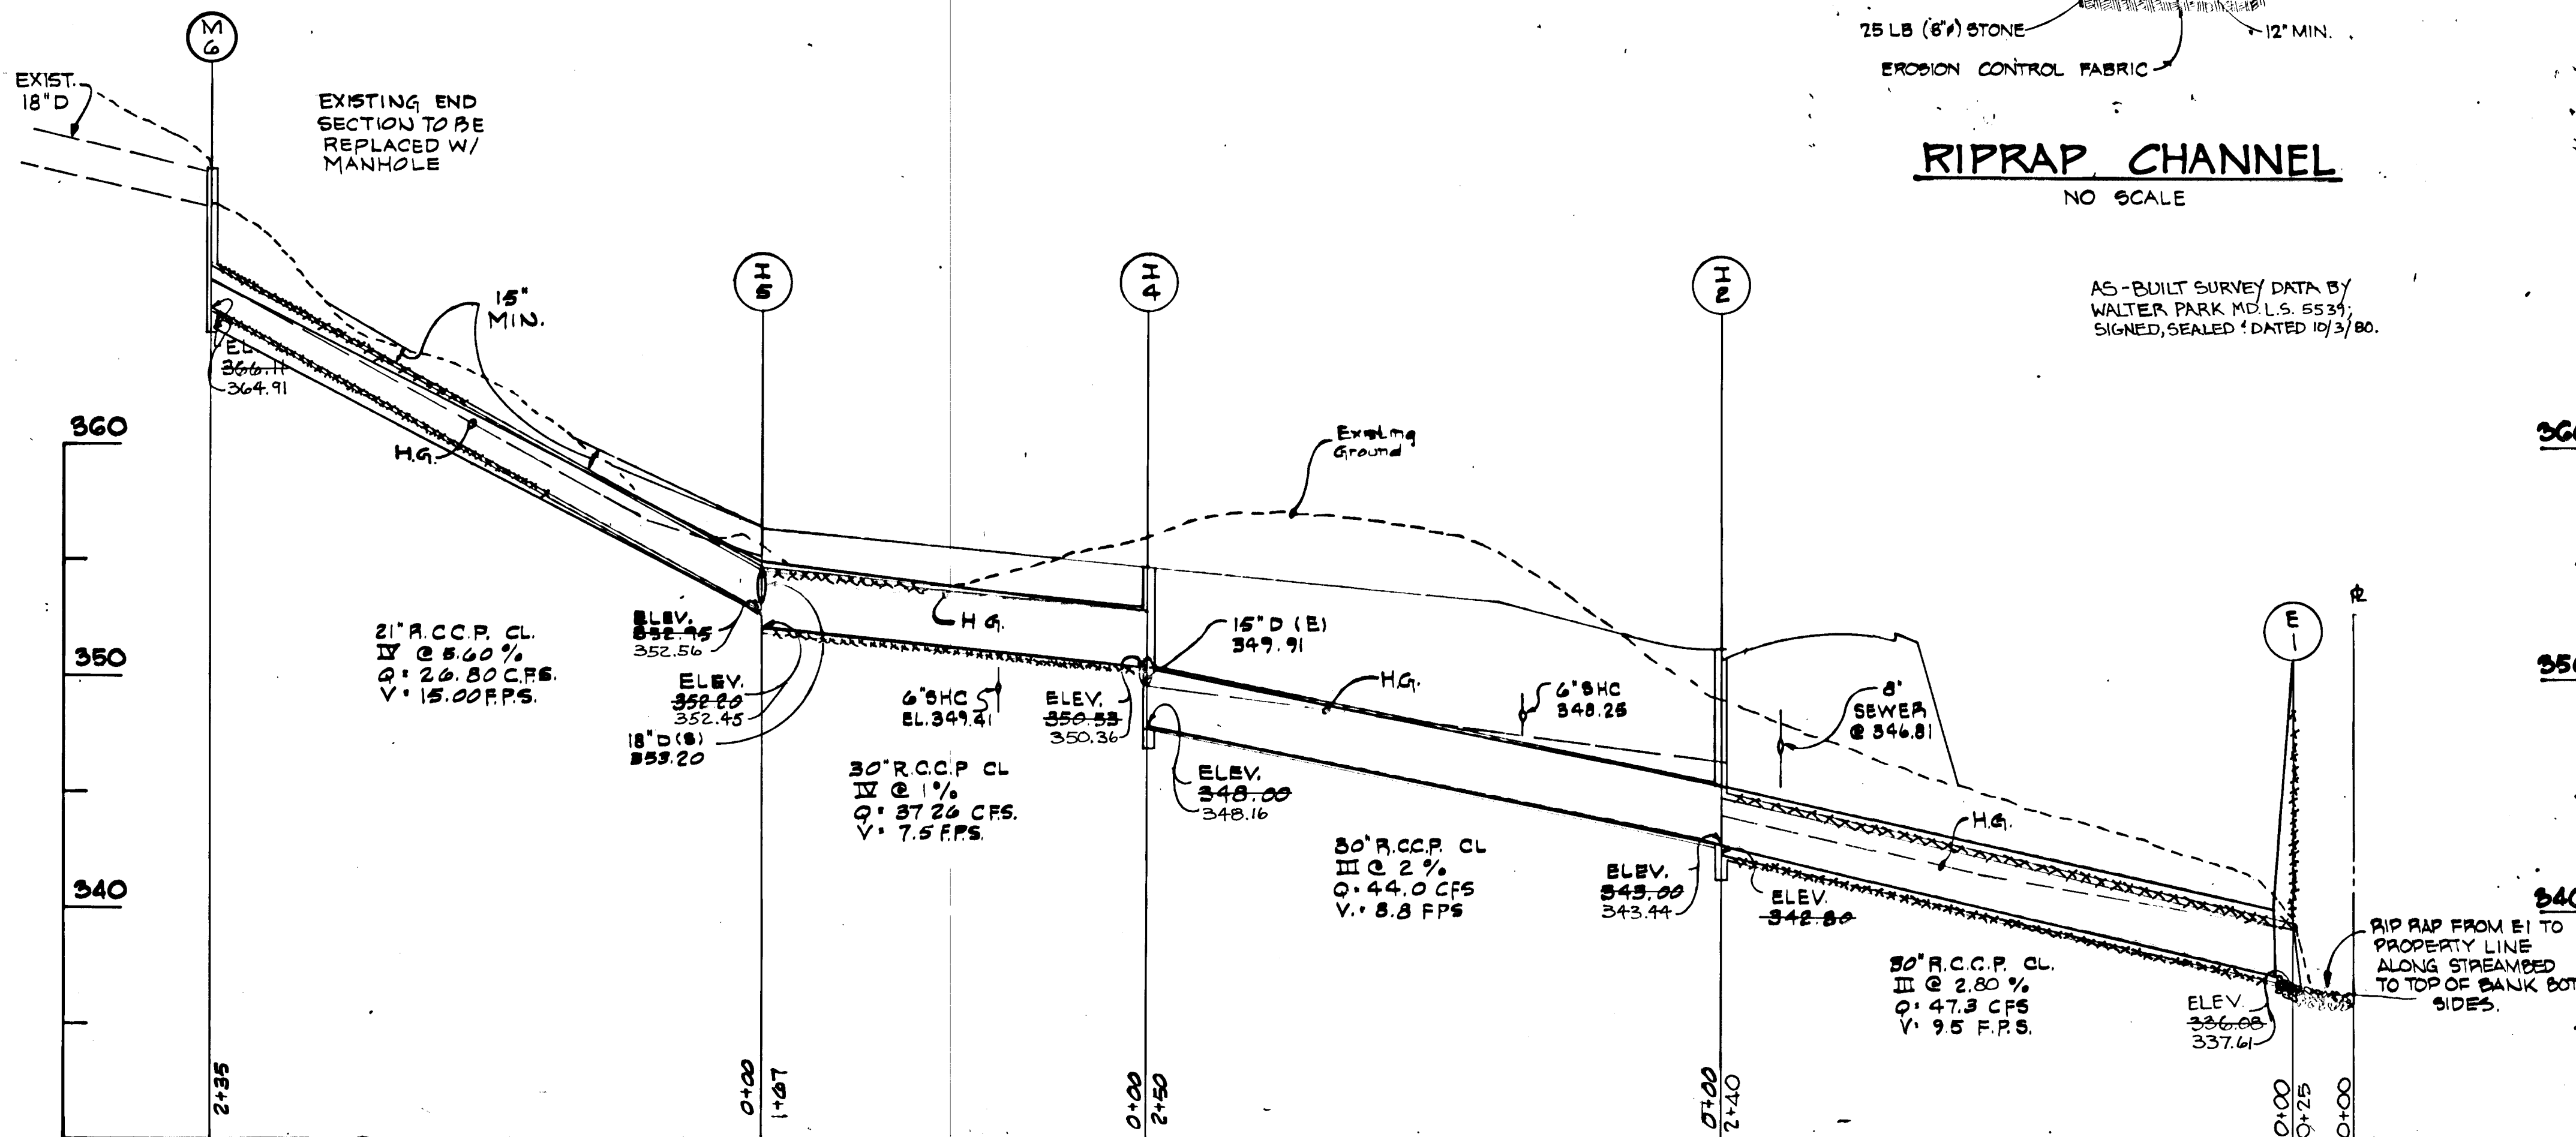 M
6
EXIST.
18"D
EXISTING END
SECTION TO BE
REPLACED W/
MANHOLE
25 LB (8"ø) STONE
12" MIN.
EROSION CONTROL FABRIC
RIPRAP CHANNEL
NO SCALE
AS-BUILT SURVEY DATA BY
WALTER PARK MD.L.S. 5539;
SIGNED, SEALED & DATED 10/3/80.
15"
MIN.
I
5
I
4
I
2
366.11
364.91
H.G.
360
350
340
Existing
Ground
21" R.C.C.P. CL.
IV @ 5.60 %
Q = 26.80 C.F.S.
V = 15.00 F.P.S.
ELEV.
352.95
352.56
ELEV.
352.20
352.45
18"D(S)
353.20
H.G.
6"SHC
EL.349.41
ELEV.
350.53
350.36
30" R.C.C.P CL
IV @ 1%
Q = 37.26 CFS.
V = 7.5 F.P.S.
15"D (E)
349.91
ELEV.
348.00
348.16
H.G.
6"SHC
348.25
30" R.C.C.P. CL
III @ 2 %
Q = 44.0 CFS
V. = 8.8 FPS
8"
SEWER
@ 346.81
ELEV.
343.00
343.44
ELEV.
342.80
H.G.
30" R.C.C.P. CL.
III @ 2.80 %
Q = 47.3 CFS
V = 9.5 F.P.S.
E
1
ELEV.
336.08
337.61
RIP RAP FROM E1 TO
PROPERTY LINE
ALONG STREAMBED
TO TOP OF BANK BOT
SIDES.
36
35
340
2+35
0+00
1+67
0+00
2+50
0+00
2+40
0+00
0+25
0+00